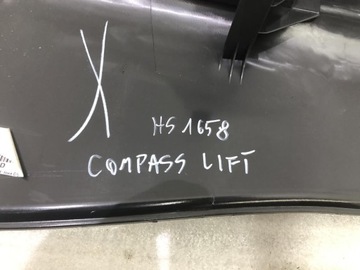 X
HS 1658
COMPASS LIFT